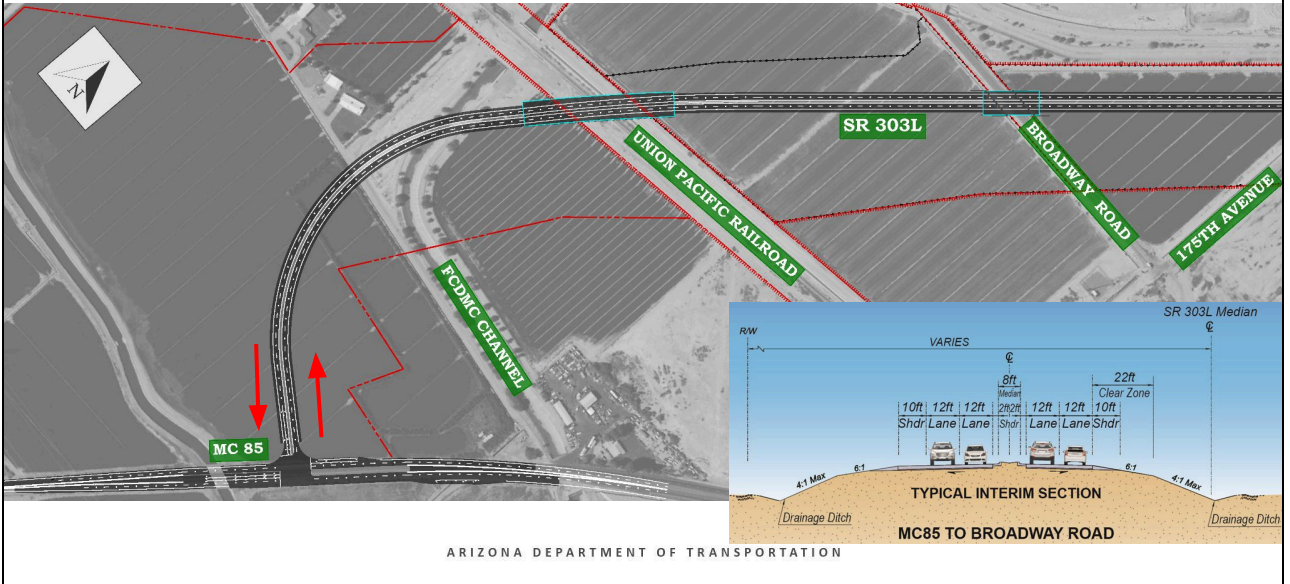 N
SR 303L
UNION PACIFIC RAILROAD
BROADWAY ROAD
175TH AVENUE
FCDMC CHANNEL
MC 85
SR 303L Median
℄
R/W
VARIES
℄
8ft
Median
22ft
Clear Zone
10ft 12ft 12ft 2ft 2ft 12ft 12ft 10ft
Shdr Lane Lane Shdr Lane Lane Shdr
4:1 Max 6:1 6:1 4:1 Max
TYPICAL INTERIM SECTION
Drainage Ditch Drainage Ditch
MC85 TO BROADWAY ROAD
ARIZONA DEPARTMENT OF TRANSPORTATION